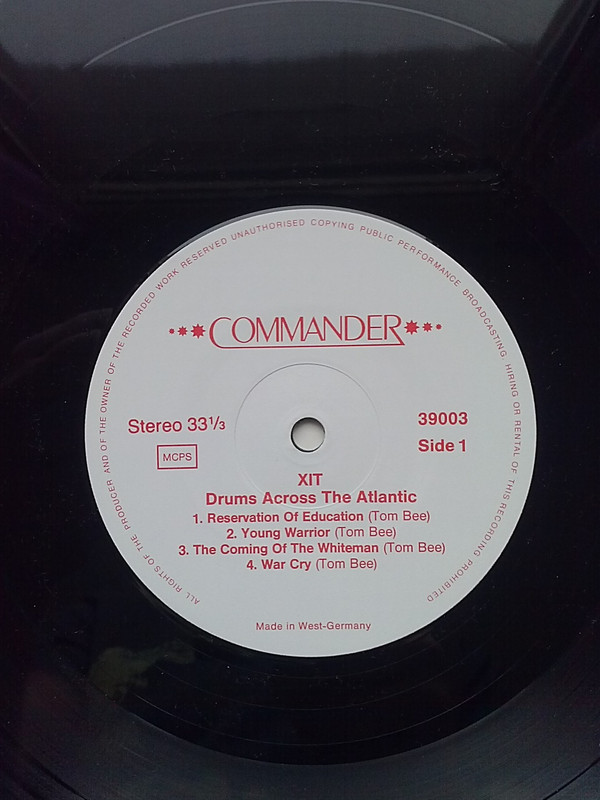 ALL RIGHTS OF THE PRODUCER AND OF THE OWNER OF THE RECORDED WORK RESERVED UNAUTHORISED COPYING PUBLIC PERFORMANCE BROADCASTING HIRING OR RENTAL OF THIS RECORDING PROHIBITED
COMMANDER
Stereo 33⅓
39003
MCPS
Side 1
XIT
Drums Across The Atlantic
1. Reservation Of Education (Tom Bee)
2. Young Warrior (Tom Bee)
3. The Coming Of The Whiteman (Tom Bee)
4. War Cry (Tom Bee)
Made in West-Germany